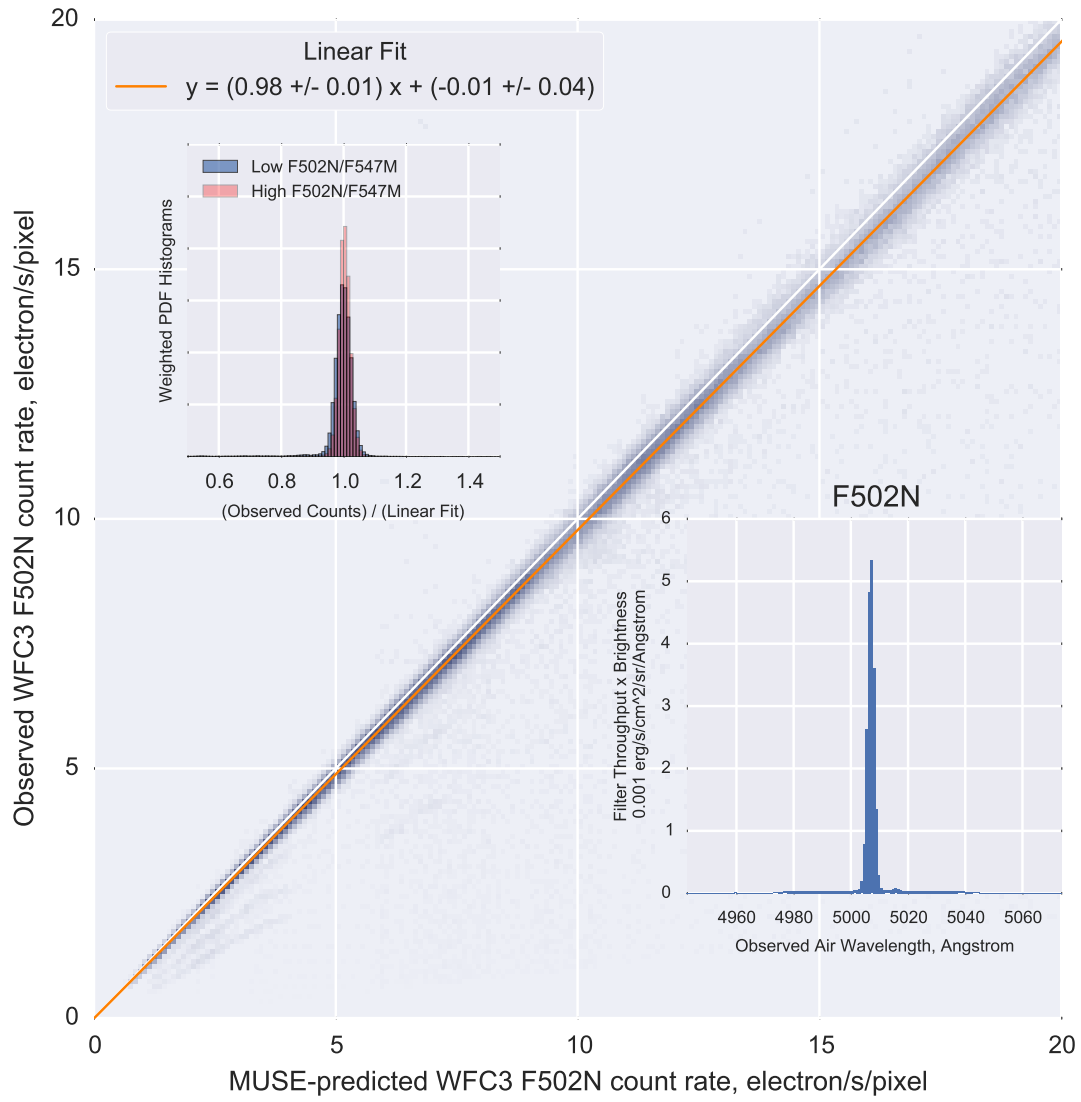 Linear Fit
y = (0.98 +/- 0.01) x + (-0.01 +/- 0.04)
Low F502N/F547M
High F502N/F547M
Weighted PDF Histograms
0.6 0.8 1.0 1.2 1.4
(Observed Counts) / (Linear Fit)
F502N
6
5
4
3
2
1
0
Filter Throughput x Brightness
0.001 erg/s/cm^2/sr/Angstrom
4960 4980 5000 5020 5040 5060
Observed Air Wavelength, Angstrom
Observed WFC3 F502N count rate, electron/s/pixel
20
15
10
5
0
0 5 10 15 20
MUSE-predicted WFC3 F502N count rate, electron/s/pixel